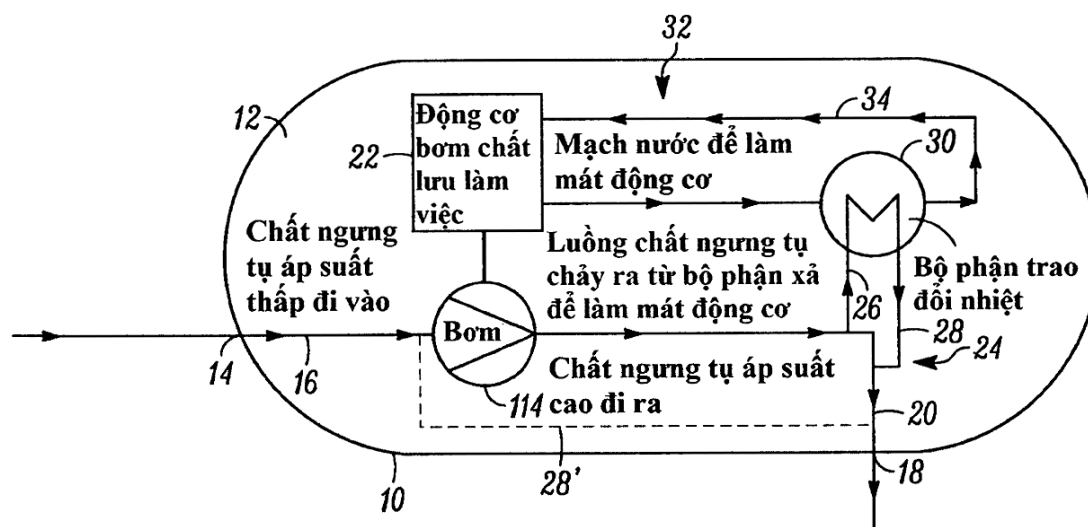 32
12
34
Động cơ
bơm chất
lưu làm
việc
22
30
Mạch nước để làm
mát động cơ
Chất ngưng
tụ áp suất
thấp đi vào
Luồng chất ngưng tụ
chảy ra từ bộ phận xả
để làm mát động cơ
Bộ phận trao
đổi nhiệt
26
28
24
Bơm
14
16
114
Chất ngưng tụ áp suất
cao đi ra
20
10
28'
18